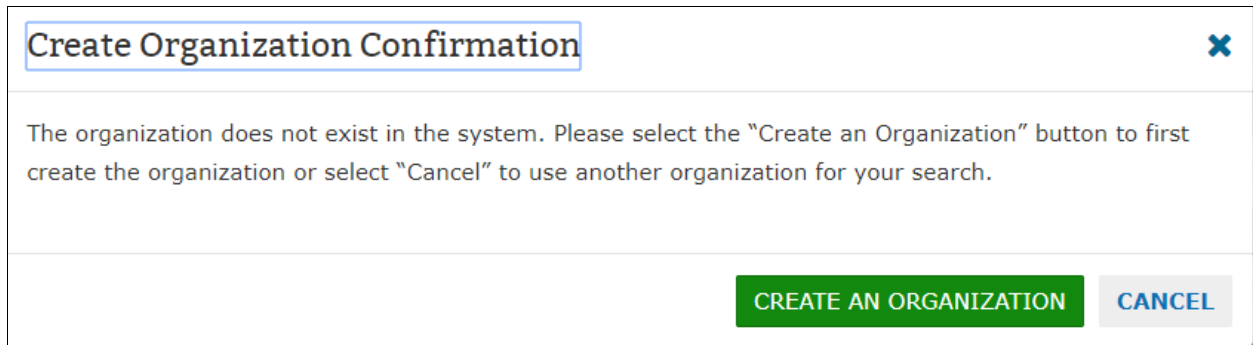 Create Organization Confirmation
The organization does not exist in the system. Please select the “Create an Organization” button to first
create the organization or select “Cancel” to use another organization for your search.
CREATE AN ORGANIZATION
CANCEL